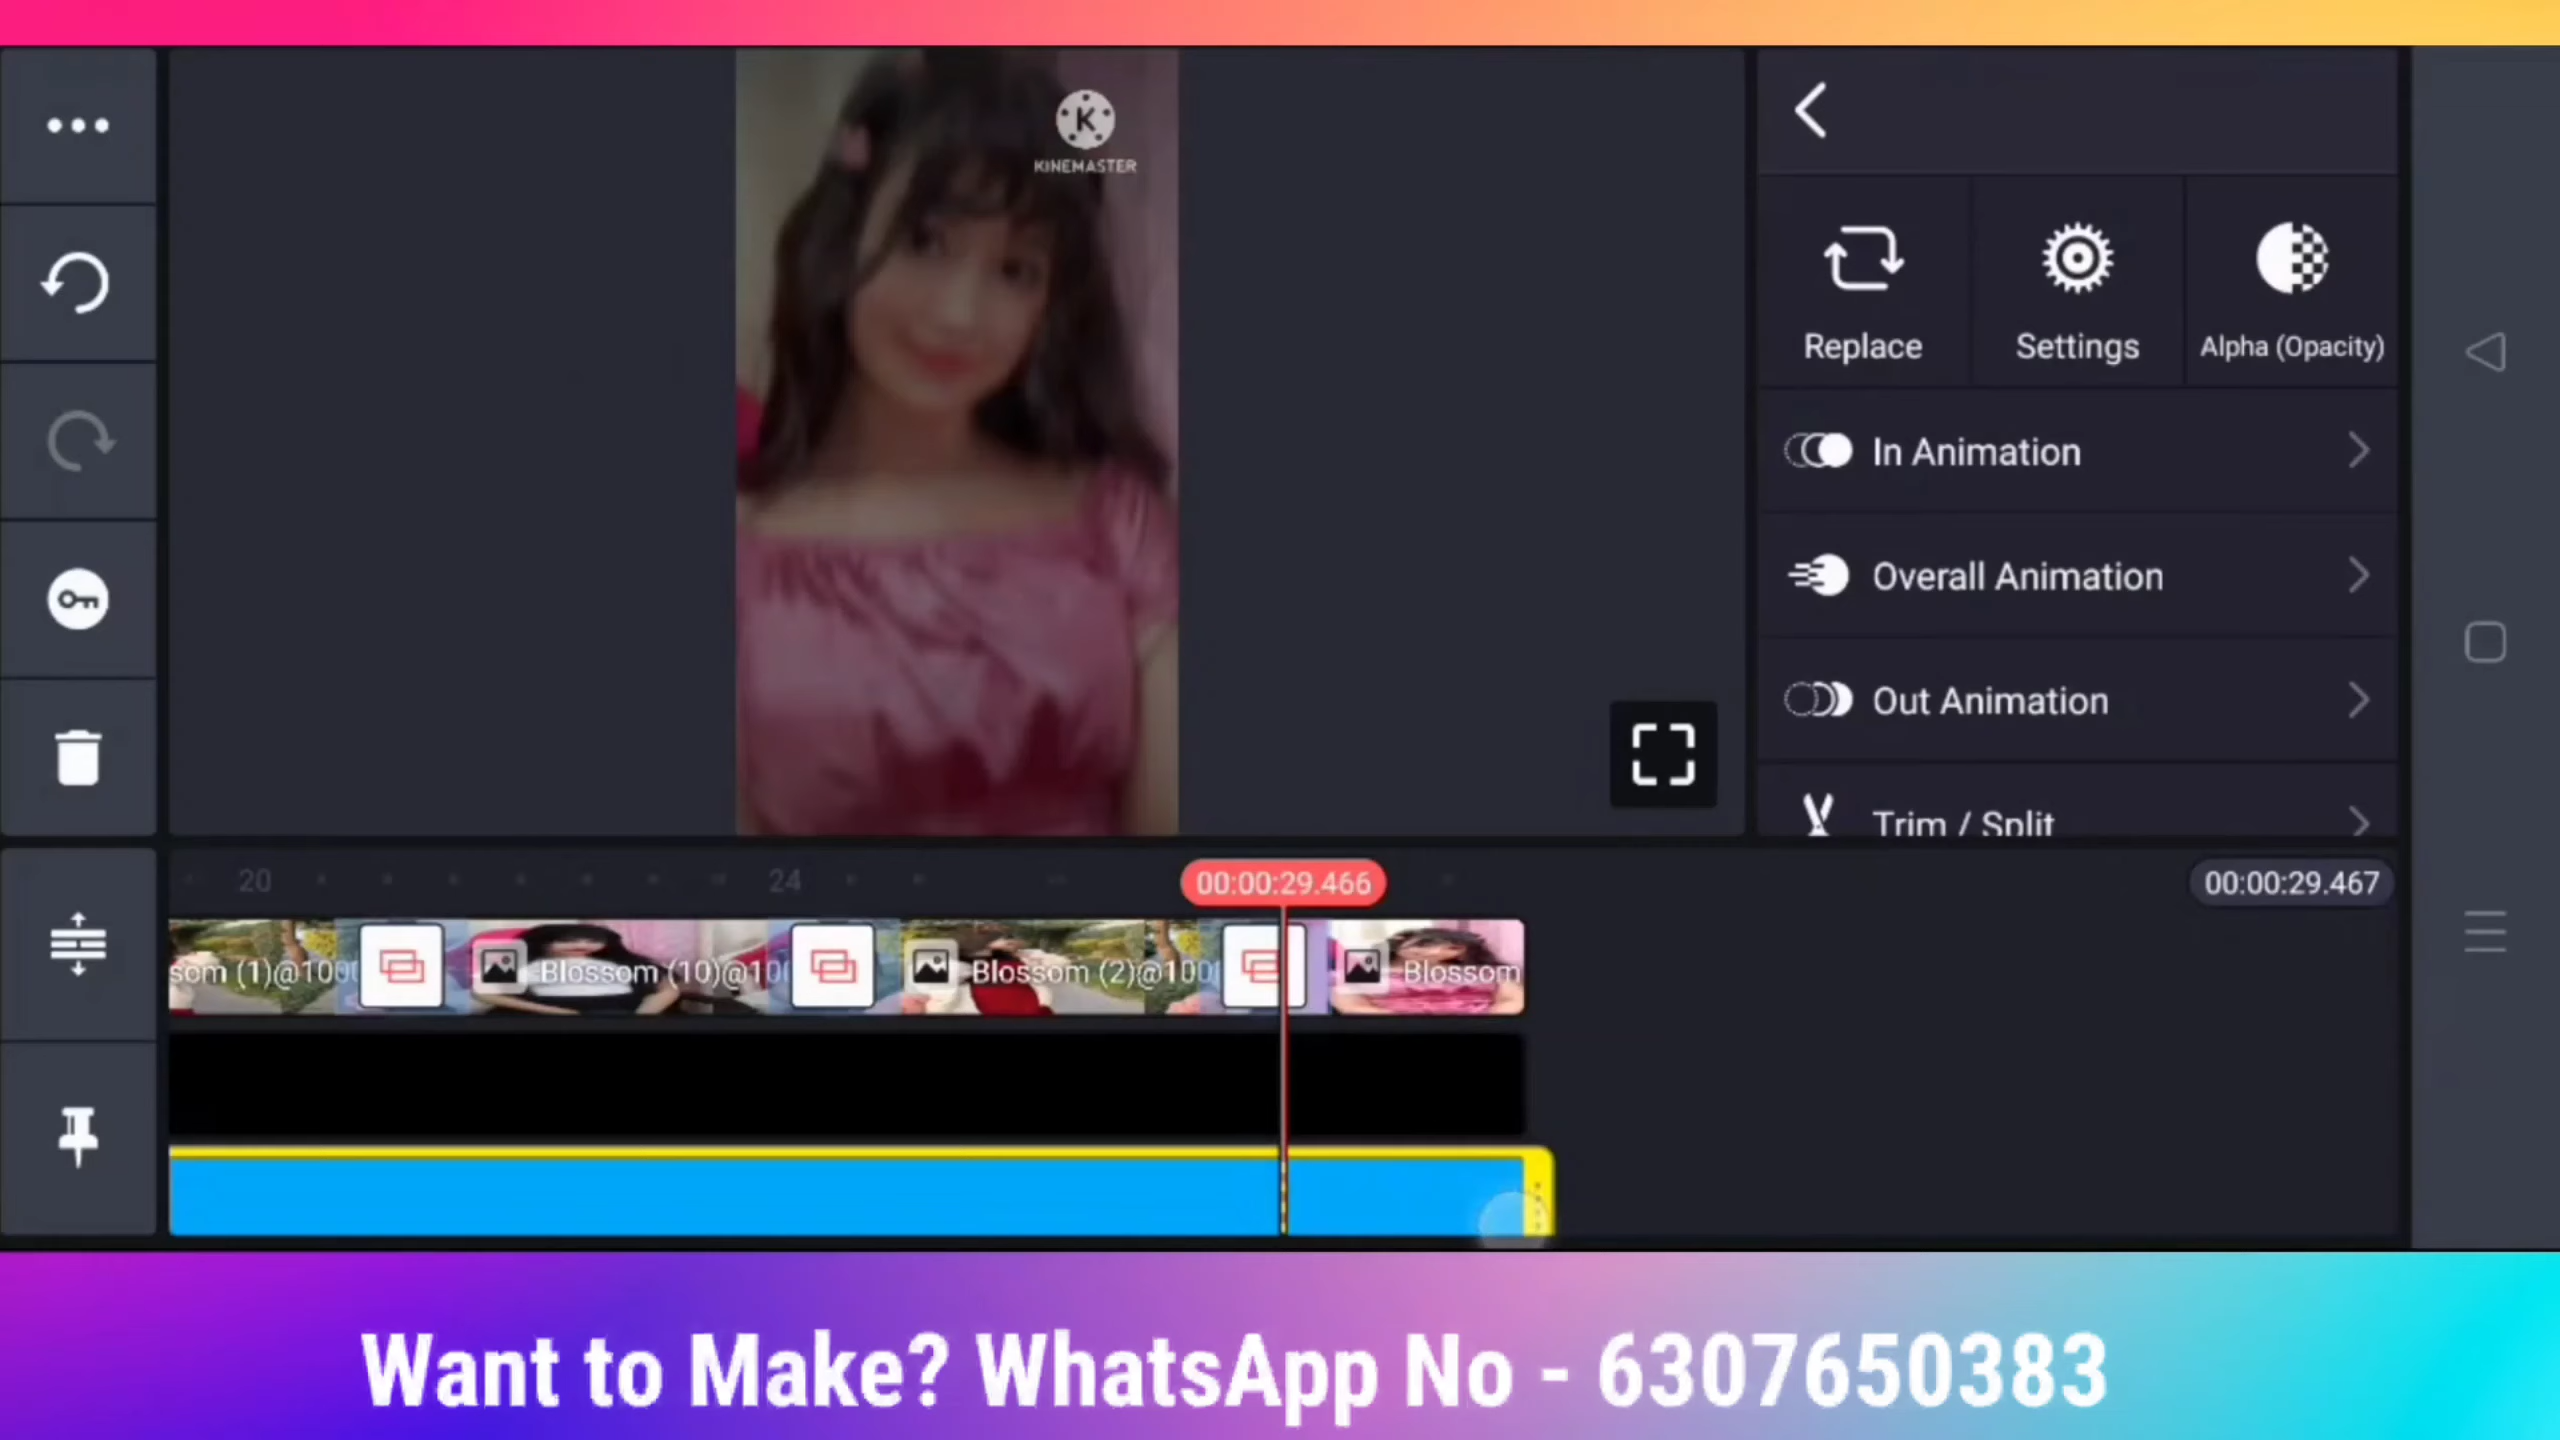 K
KINEMASTER
Replace
Settings
Alpha (Opacity)
In Animation
Overall Animation
Out Animation
Trim / Split
20
24
00:00:29.466
00:00:29.467
som (1)@100
Blossom (10)@10
Blossom (2)@100
Blossom
Want to Make? WhatsApp No - 6307650383